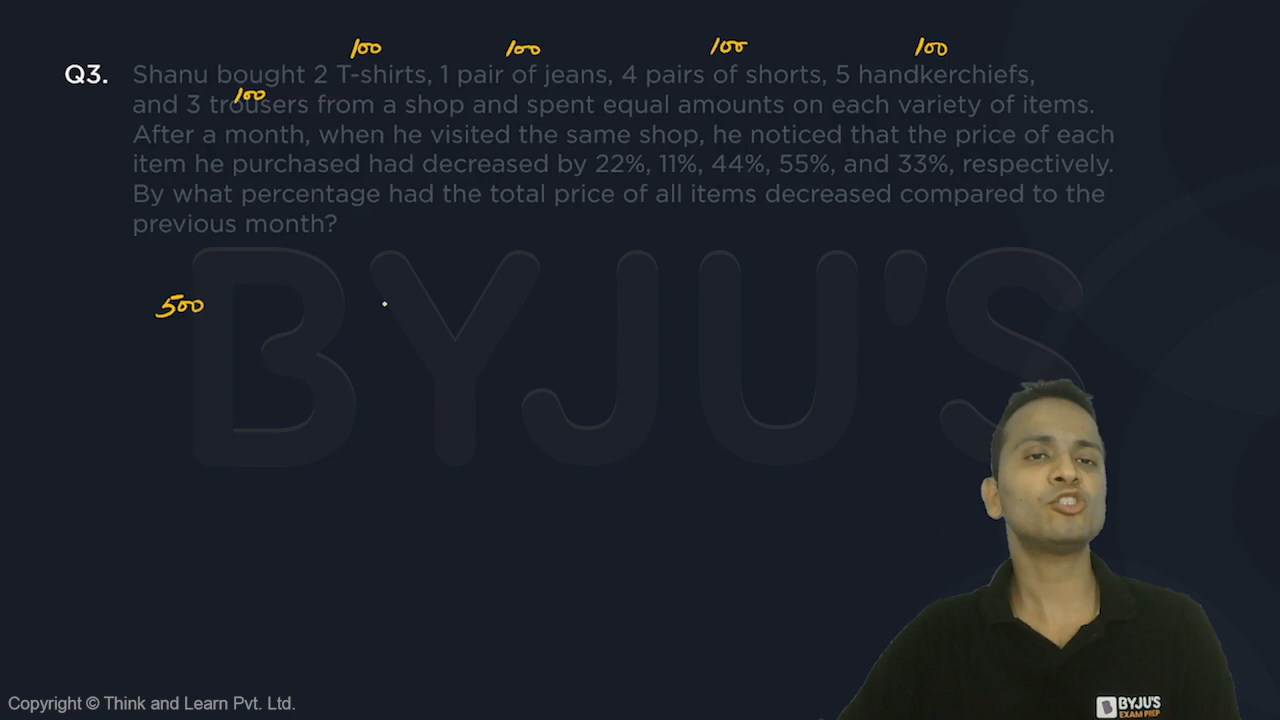 100 100 100 100
Q3. Shanu bought 2 T-shirts, 1 pair of jeans, 4 pairs of shorts, 5 handkerchiefs,
100
and 3 trousers from a shop and spent equal amounts on each variety of items.
After a month, when he visited the same shop, he noticed that the price of each
item he purchased had decreased by 22%, 11%, 44%, 55%, and 33%, respectively.
By what percentage had the total price of all items decreased compared to the
previous month?
BYJU'S
500
BYJU'S
EXAM PREP
Copyright © Think and Learn Pvt. Ltd.